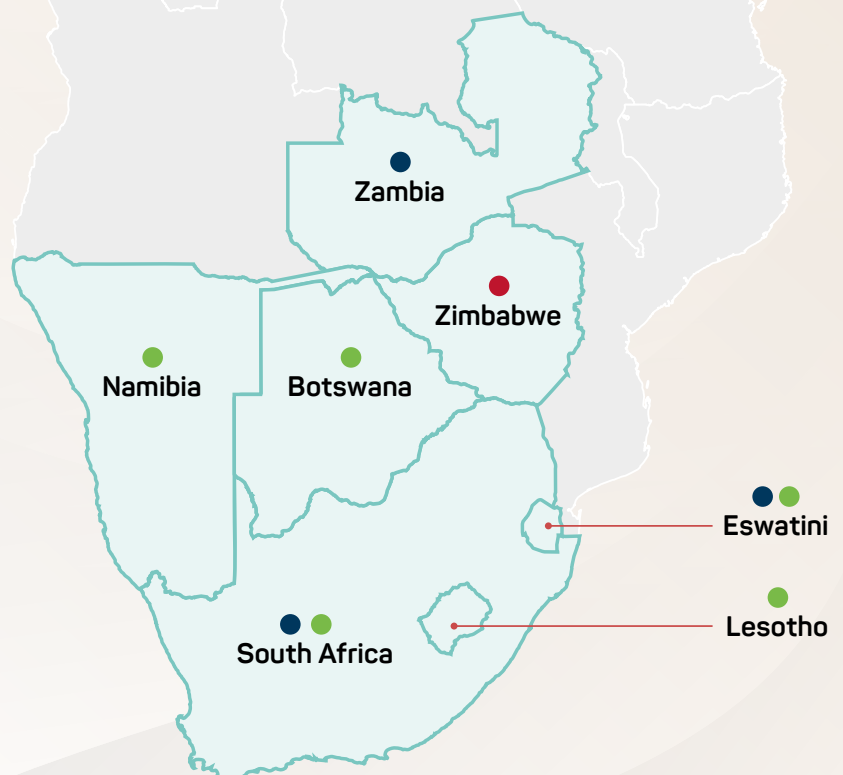 Zambia
Zimbabwe
Namibia
Botswana
Eswatini
Lesotho
South Africa